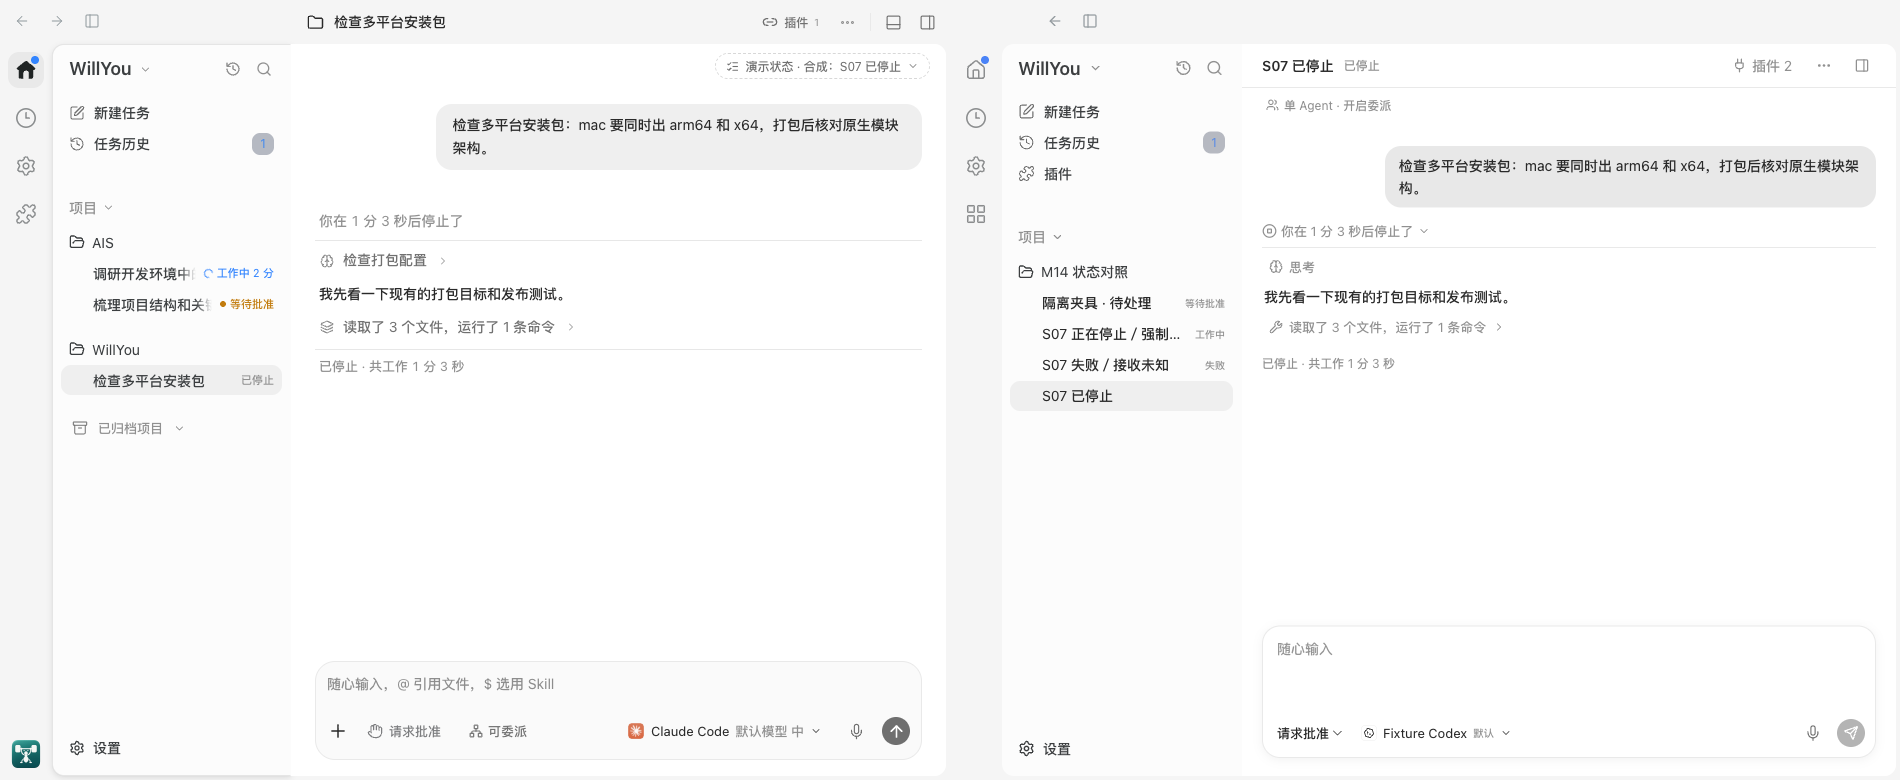 检查多平台安装包
插件 1
WillYou
新建任务
任务历史
1
项目
AIS
调研开发环境中
工作中 2 分
梳理项目结构和关
等待批准
WillYou
检查多平台安装包
已停止
已归档项目
设置
演示状态 · 合成：S07 已停止
检查多平台安装包：mac 要同时出 arm64 和 x64，打包后核对原生模块
架构。
你在 1 分 3 秒后停止了
检查打包配置
我先看一下现有的打包目标和发布测试。
读取了 3 个文件，运行了 1 条命令
已停止 · 共工作 1 分 3 秒
随心输入，@ 引用文件，$ 选用 Skill
请求批准
可委派
Claude Code 默认模型 中
WillYou
新建任务
任务历史
1
插件
项目
M14 状态对照
隔离夹具 · 待处理
等待批准
S07 正在停止 / 强制...
工作中
S07 失败 / 接收未知
失败
S07 已停止
设置
S07 已停止 已停止
插件 2
单 Agent · 开启委派
检查多平台安装包：mac 要同时出 arm64 和 x64，打包后核对原生模块架
构。
你在 1 分 3 秒后停止了
思考
我先看一下现有的打包目标和发布测试。
读取了 3 个文件，运行了 1 条命令
已停止 · 共工作 1 分 3 秒
随心输入
请求批准
Fixture Codex 默认